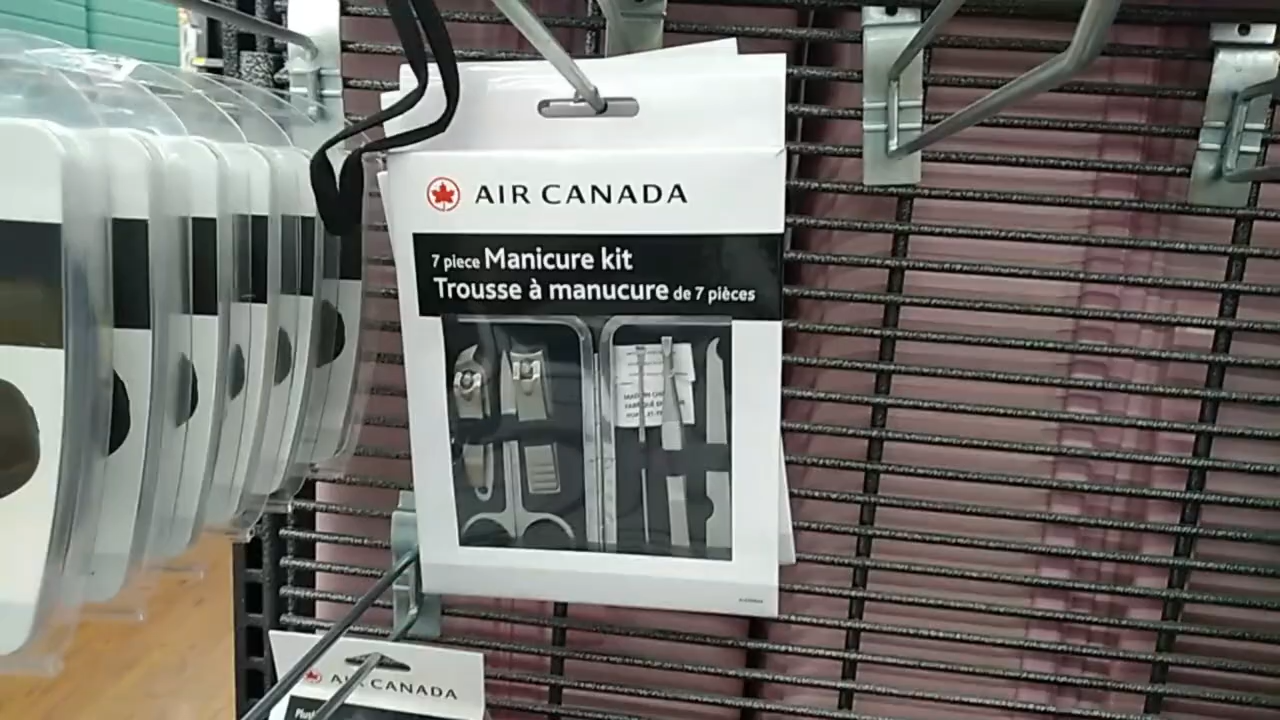 AIR CANADA
7 piece Manicure kit
Trousse à manucure de 7 pièces
AIR CANADA